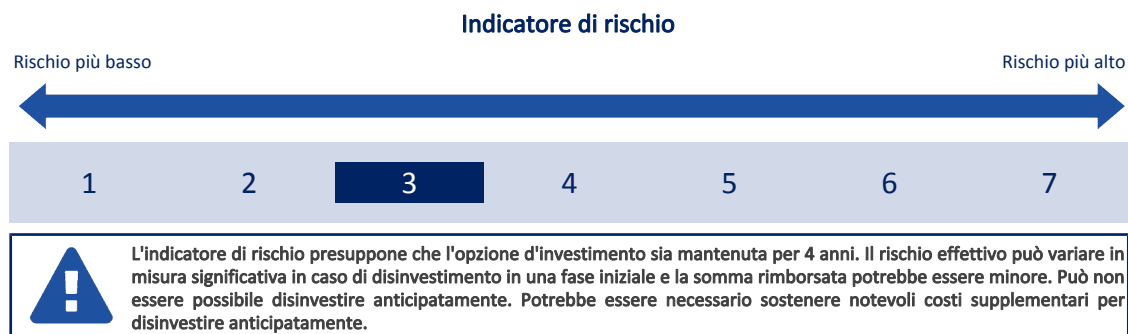 Indicatore di rischio
Rischio più basso
Rischio più alto
1 2 3 4 5 6 7
L'indicatore di rischio presuppone che l'opzione d'investimento sia mantenuta per 4 anni. Il rischio effettivo può variare in
misura significativa in caso di disinvestimento in una fase iniziale e la somma rimborsata potrebbe essere minore. Può non
essere possibile disinvestire anticipatamente. Potrebbe essere necessario sostenere notevoli costi supplementari per
disinvestire anticipatamente.